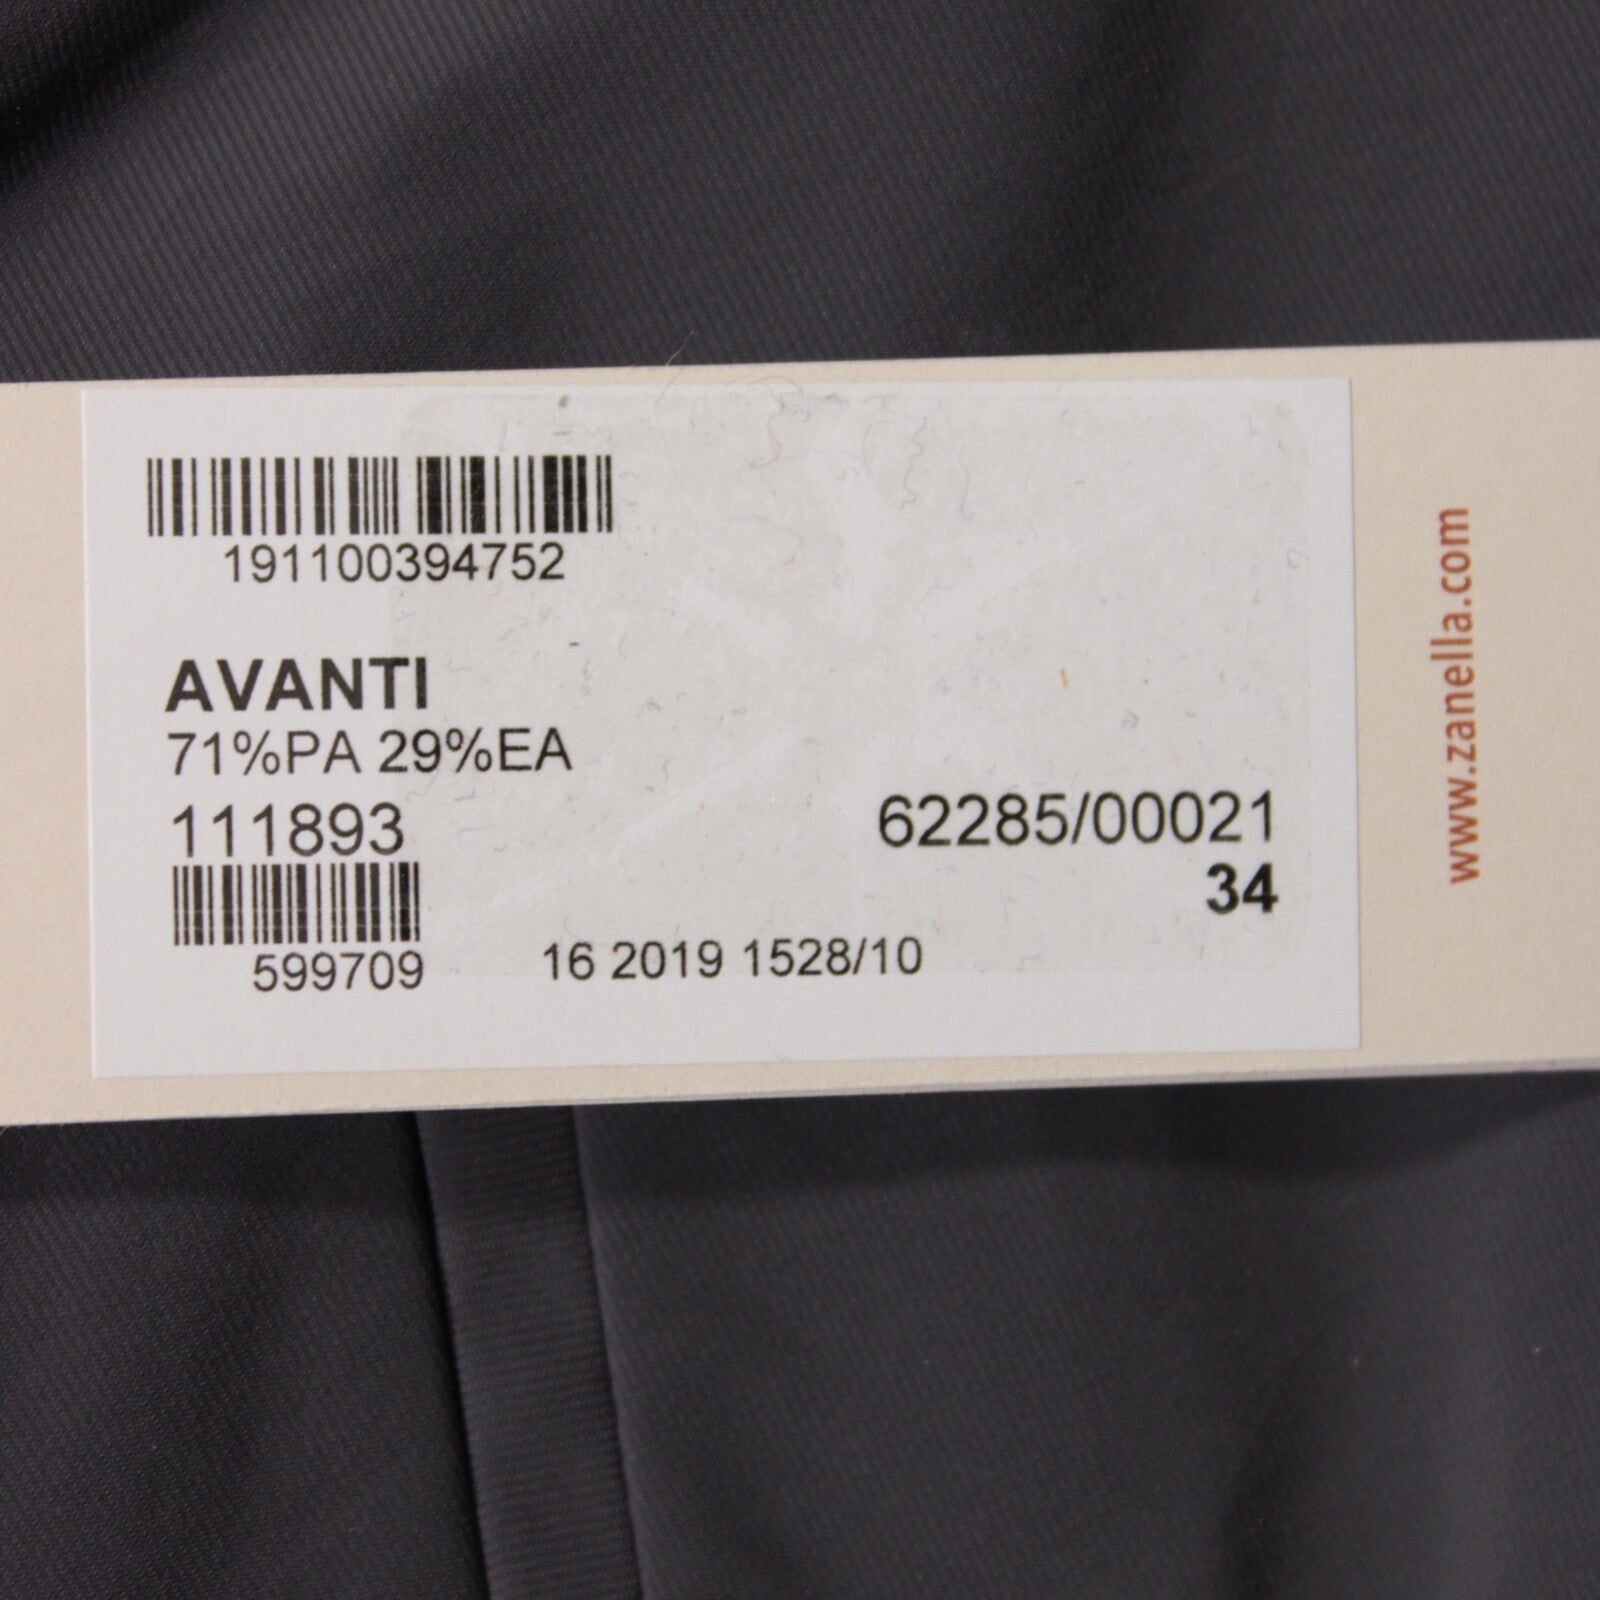 191100394752
AVANTI
71%PA 29%EA
111893
62285/00021
34
599709
16 2019 1528/10
www.zanella.com